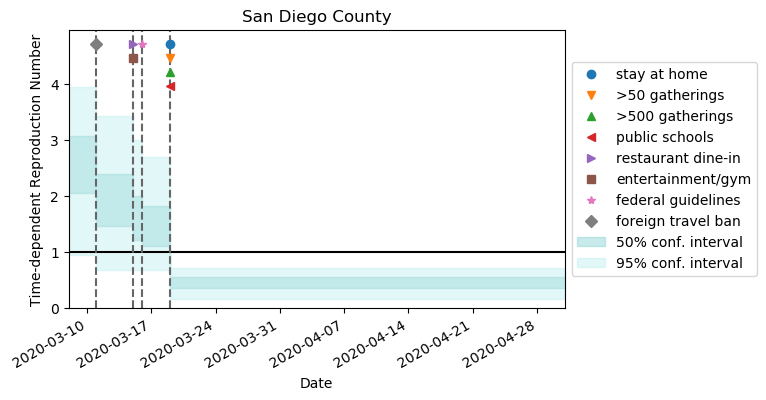 San Diego County
Time-dependent Reproduction Number
4
3
2
1
0
2020-03-10
2020-03-17
2020-03-24
2020-03-31
2020-04-07
2020-04-14
2020-04-21
2020-04-28
Date
stay at home
>50 gatherings
>500 gatherings
public schools
restaurant dine-in
entertainment/gym
federal guidelines
foreign travel ban
50% conf. interval
95% conf. interval